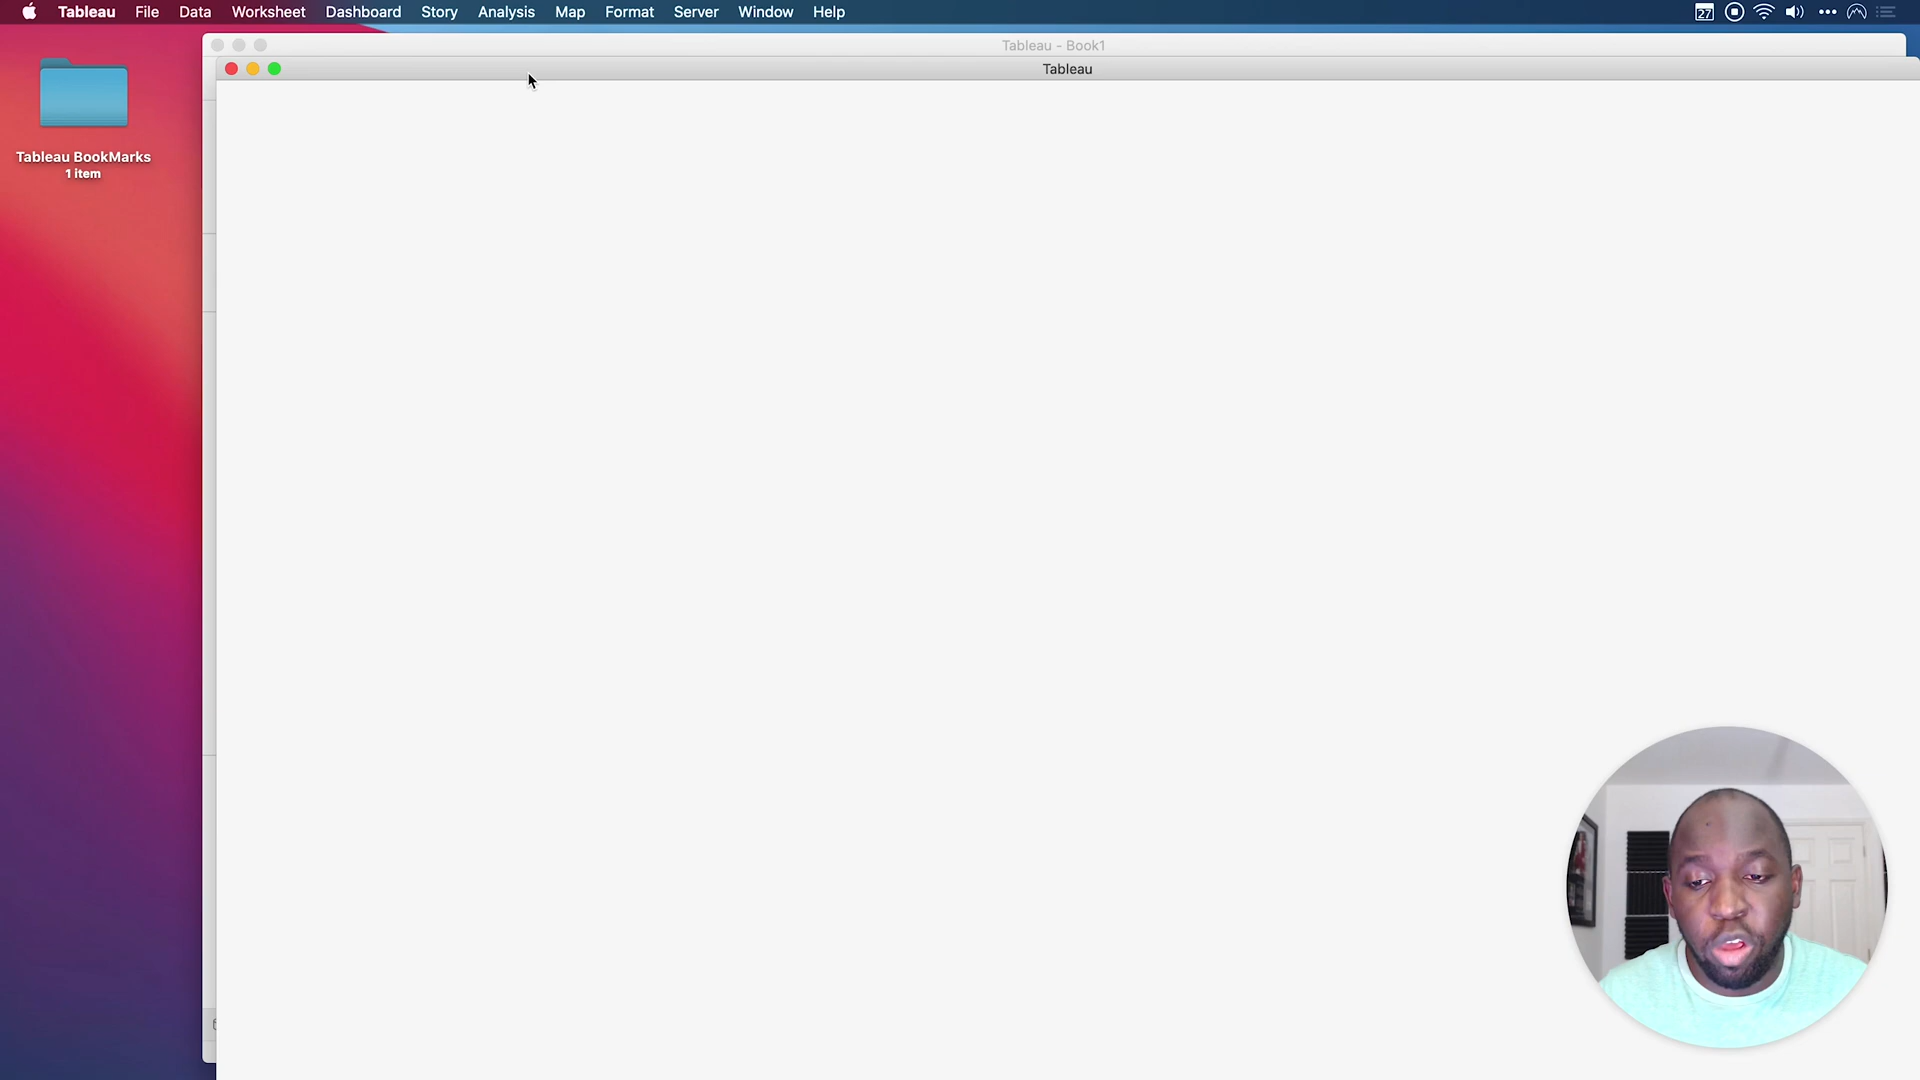 Tableau File Data Worksheet Dashboard Story Analysis Map Format Server Window Help 27
Tableau - Book1
Tableau
Tableau BookMarks
1 item